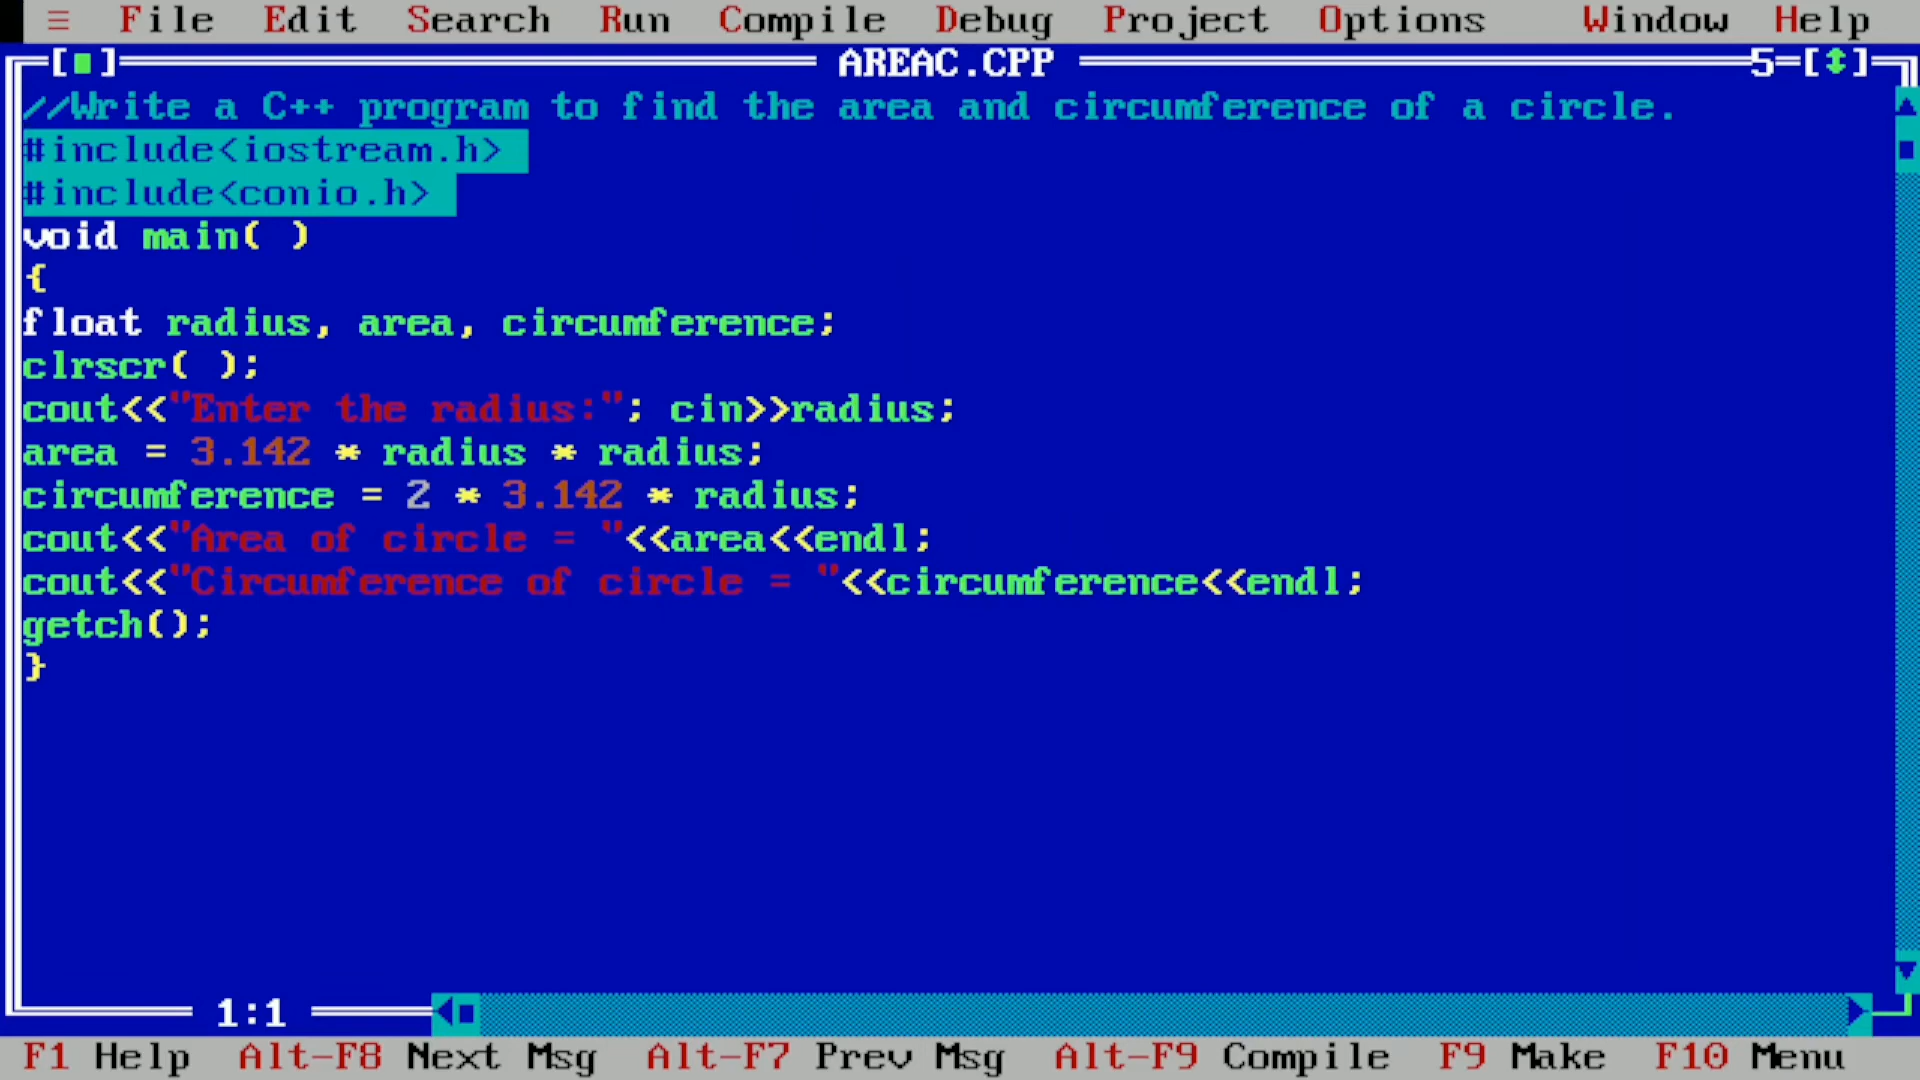 ≡ File Edit Search Run Compile Debug Project Options Window Help
[■] AREAC.CPP 5=[↕]
//Write a C++ program to find the area and circumference of a circle.
#include<iostream.h>
#include<conio.h>
void main( )
{
float radius, area, circumference;
clrscr( );
cout<<"Enter the radius:"; cin>>radius;
area = 3.142 * radius * radius;
circumference = 2 * 3.142 * radius;
cout<<"Area of circle = "<<area<<endl;
cout<<"Circumference of circle = "<<circumference<<endl;
getch();
}
1:1
F1 Help Alt-F8 Next Msg Alt-F7 Prev Msg Alt-F9 Compile F9 Make F10 Menu